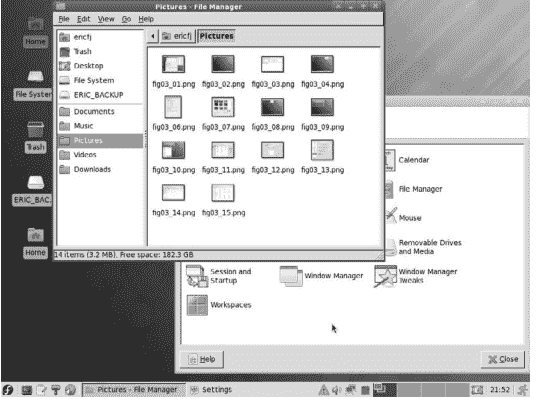 Pictures - File Manager
File Edit View Go Help
Home
File System
Trash
ERIC_BAC
Home
ericfj
Trash
Desktop
File System
ERIC_BACKUP
Documents
Music
Pictures
Videos
Downloads
ericfj Pictures
fig03_01.png fig03_02.png fig03_03.png fig03_04.png
fig03_06.png fig03_07.png fig03_08.png fig03_09.png
fig03_10.png fig03_11.png fig03_12.png fig03_13.png
fig03_14.png fig03_15.png
14 items (3.2 MB), Free space: 182.3 GB
Calendar
File Manager
Mouse
Removable Drives
and Media
Session and
Startup
Window Manager
Window Manager
Tweaks
Workspaces
Help
Close
Pictures - File Manager
Settings
21:52